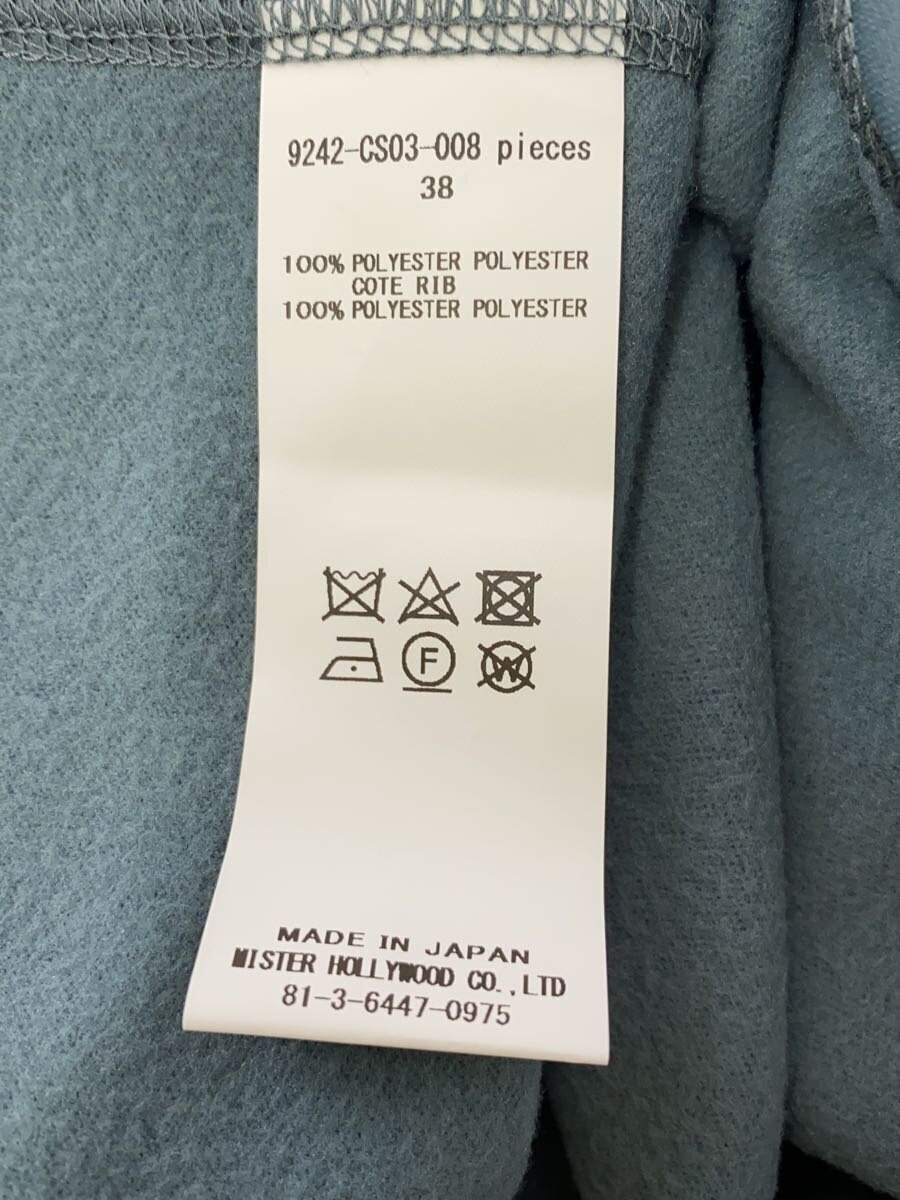 9242-CS03-008 pieces
38
100% POLYESTER POLYESTER
COTE RIB
100% POLYESTER POLYESTER
F
W
MADE IN JAPAN
MISTER HOLLYWOOD CO.,LTD
81-3-6447-0975